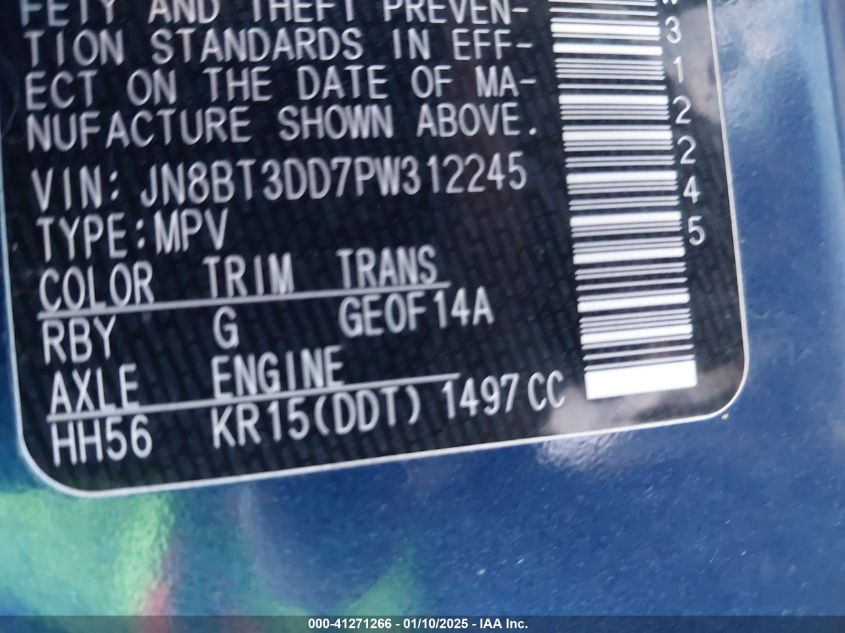 FETY AND THEFT PREVEN-
TION STANDARDS IN EFF-
ECT ON THE DATE OF MA-
NUFACTURE SHOWN ABOVE.
VIN: JN8BT3DD7PW312245
TYPE:MPV
COLOR TRIM TRANS
RBY G GE0F14A
AXLE ENGINE
HH56 KR15(DDT) 1497CC
W312245
000-41271266 - 01/10/2025 - IAA Inc.